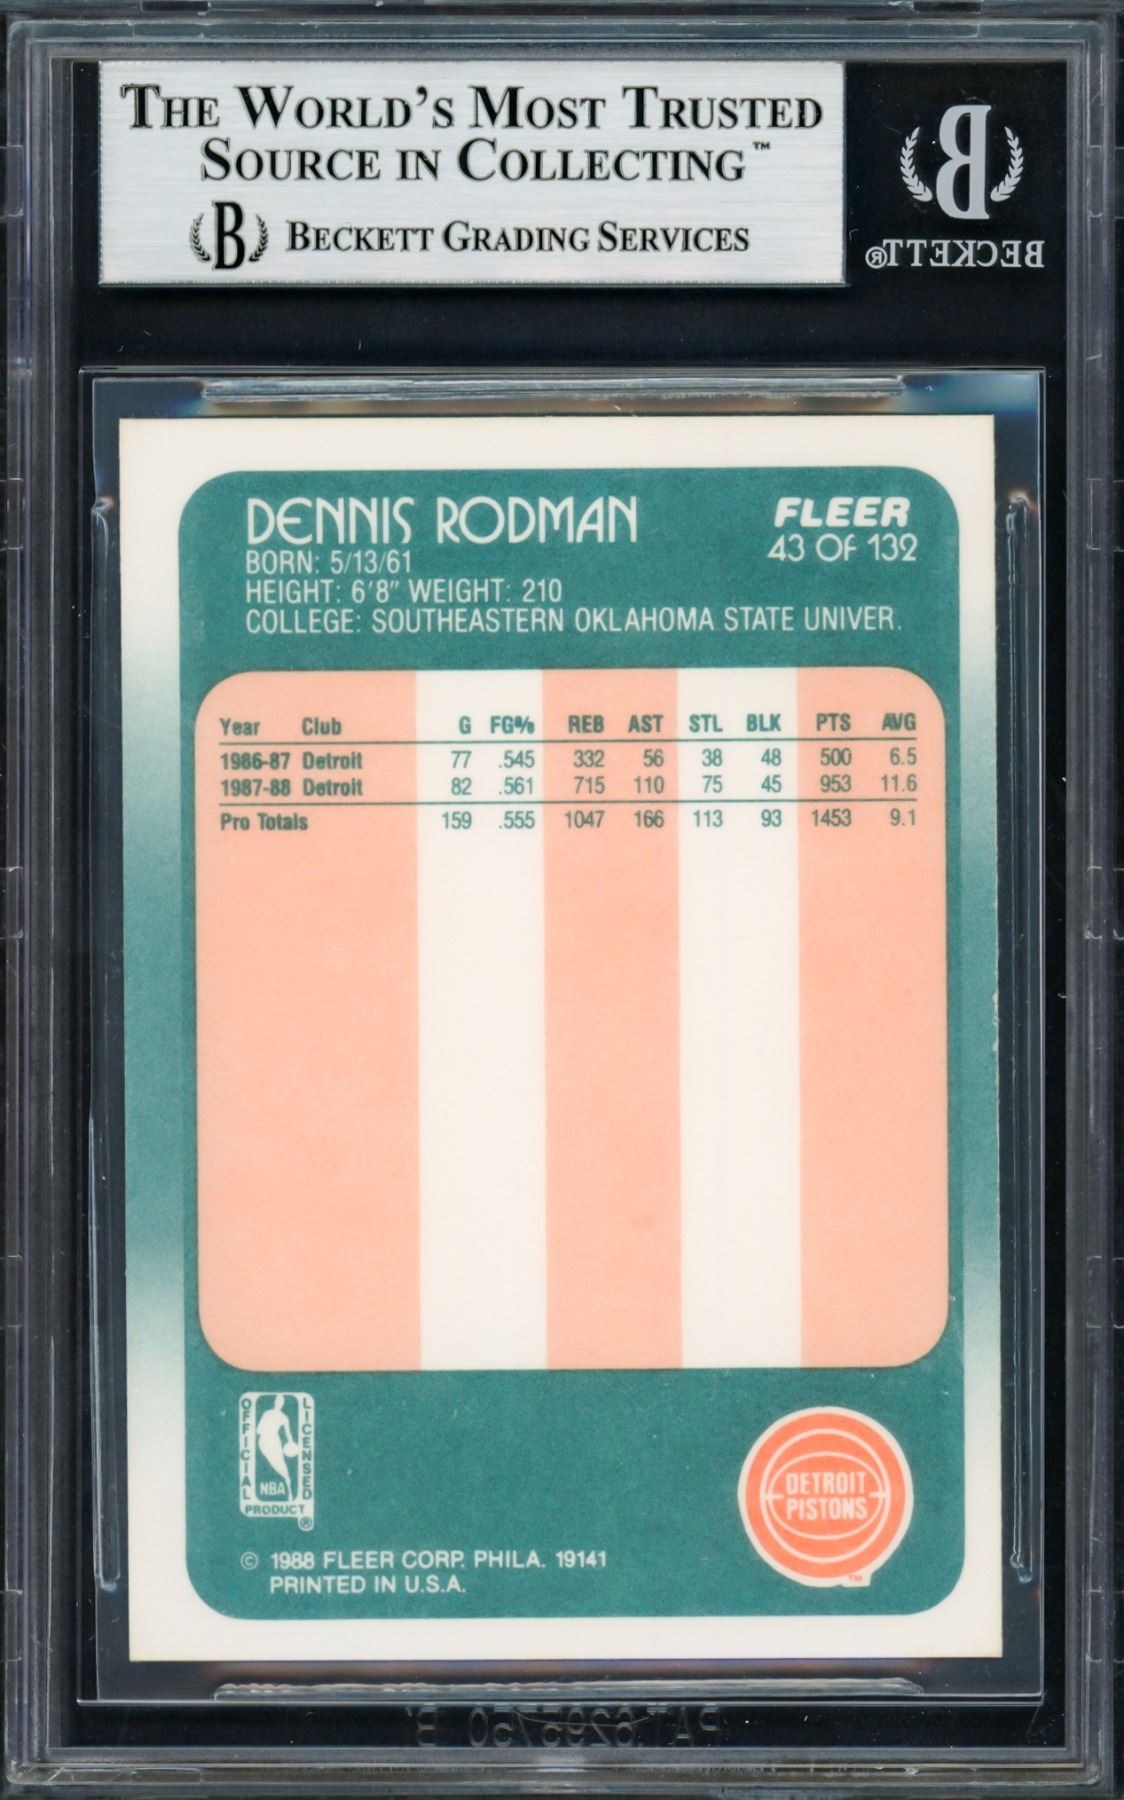 THE WORLD'S MOST TRUSTED
SOURCE IN COLLECTING™
B BECKETT GRADING SERVICES
B
BECKETT®
DENNIS RODMAN
BORN: 5/13/61
HEIGHT: 6'8" WEIGHT: 210
COLLEGE: SOUTHEASTERN OKLAHOMA STATE UNIVER.
FLEER
43 OF 132
Year Club G FG% REB AST STL BLK PTS AVG
1986-87 Detroit 77 .545 332 56 38 48 500 6.5
1987-88 Detroit 82 .561 715 110 75 45 953 11.6
Pro Totals 159 .555 1047 166 113 93 1453 9.1
OFFICIAL LICENSED
NBA
PRODUCT
®
© 1988 FLEER CORP. PHILA. 19141
PRINTED IN U.S.A.
DETROIT
PISTONS
TM
PAT.6295750 B.